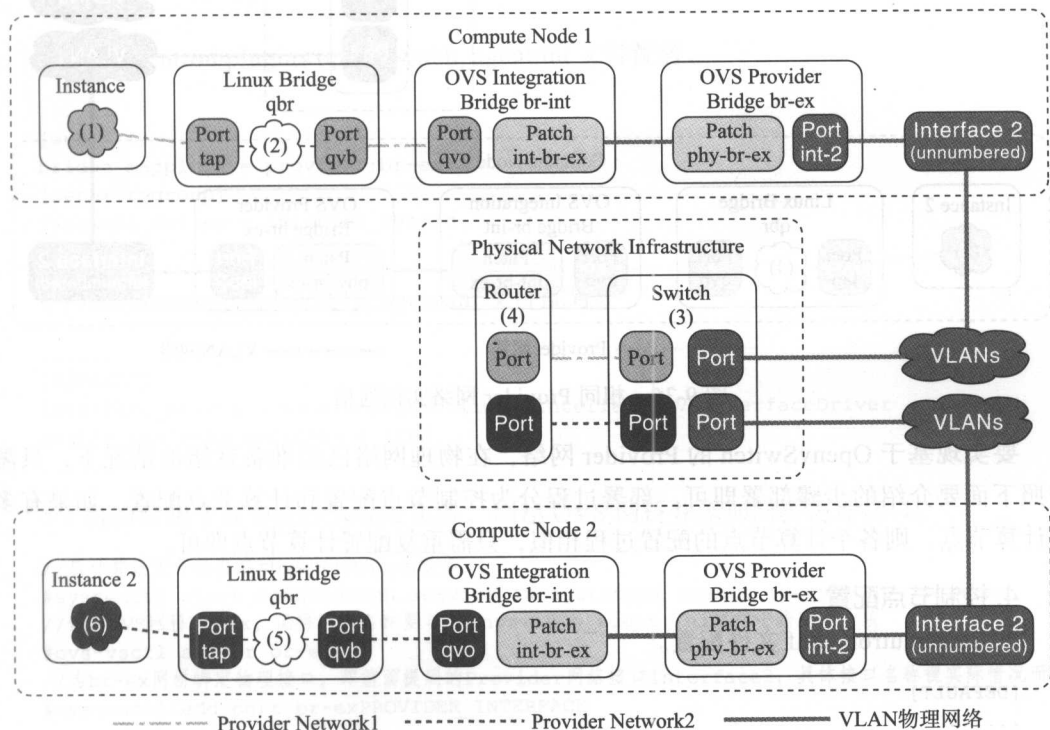 Compute Node 1
Instance
(1)
Linux Bridge
qbr
Port
tap
(2)
Port
qvb
OVS Integration
Bridge br-int
Port
qvo
Patch
int-br-ex
OVS Provider
Bridge br-ex
Patch
phy-br-ex
Port
int-2
Interface 2
(unnumbered)
Physical Network Infrastructure
Router
(4)
Switch
(3)
Port
Port
Port
VLANs
Port
Port
Port
VLANs
Compute Node 2
Instance 2
(6)
Linux Bridge
qbr
Port
tap
(5)
Port
qvb
OVS Integration
Bridge br-int
Port
qvo
Patch
int-br-ex
OVS Provider
Bridge br-ex
Patch
phy-br-ex
Port
int-2
Interface 2
(unnumbered)
Provider Network1
Provider Network2
VLAN物理网络